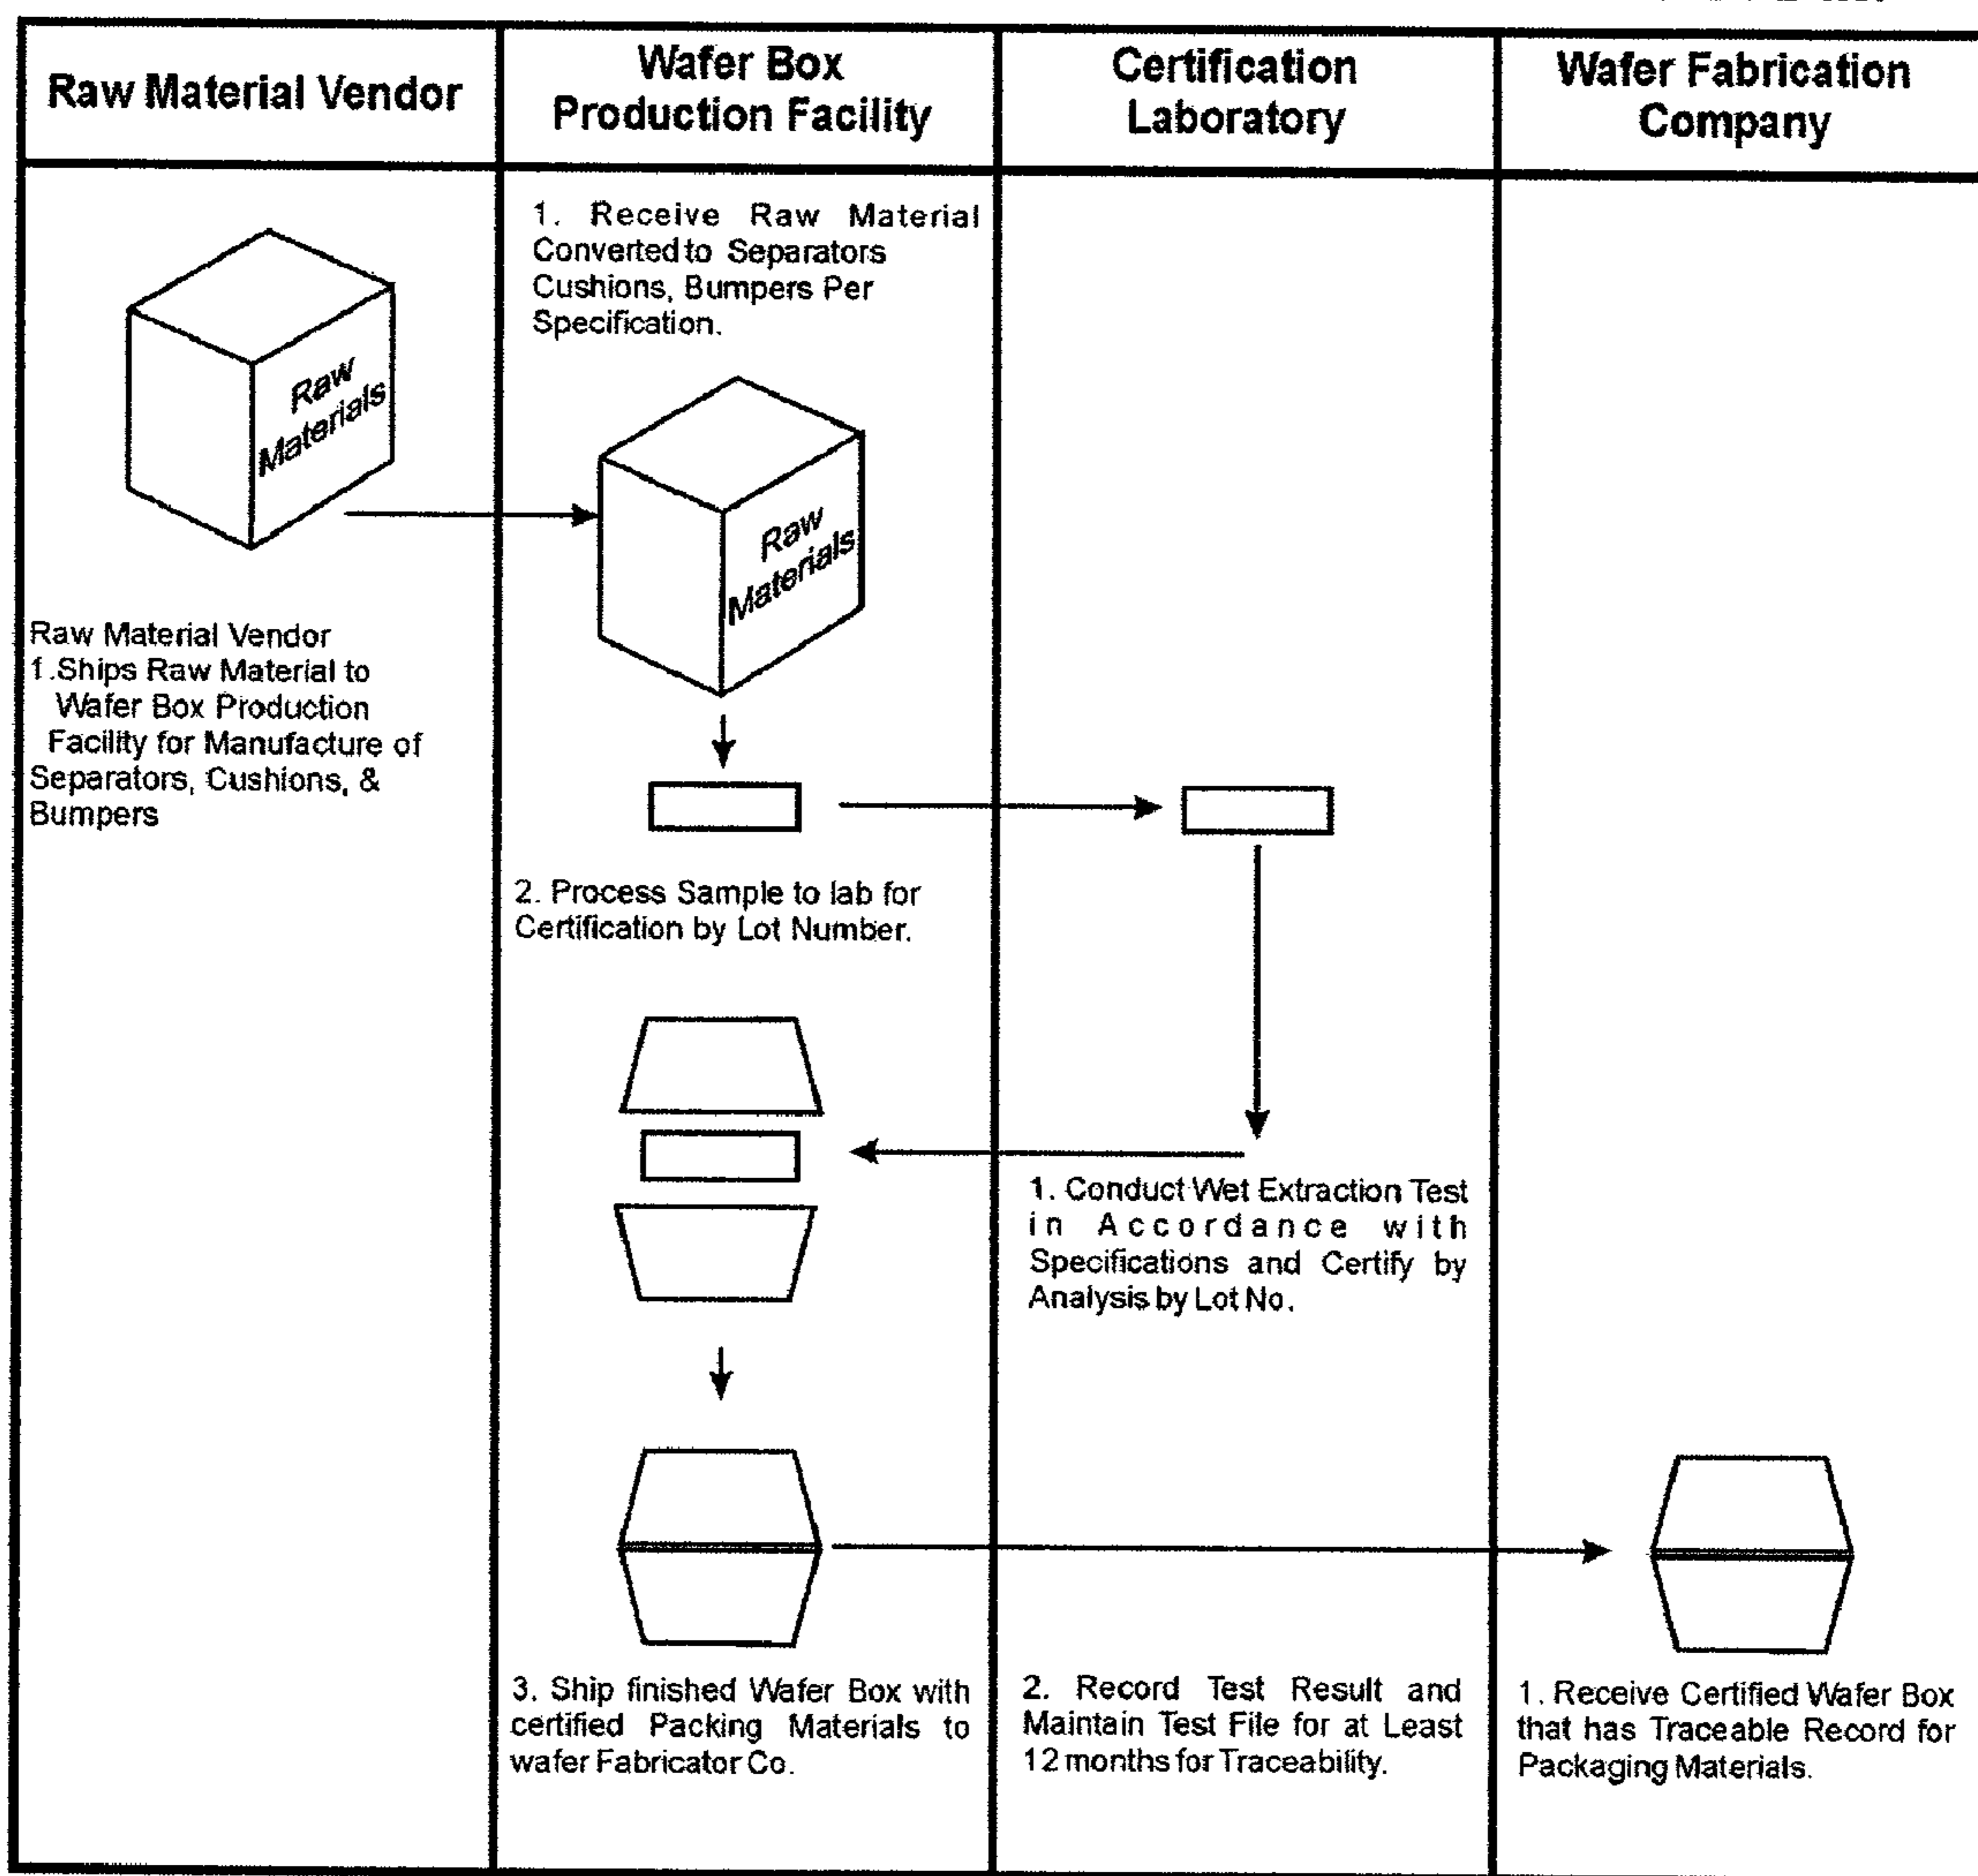 Raw Material Vendor
Wafer Box
Production Facility
Certification
Laboratory
Wafer Fabrication
Company
Raw
Materials
Raw Material Vendor
1.Ships Raw Material to
Wafer Box Production
Facility for Manufacture of
Separators, Cushions, &
Bumpers
1. Receive Raw Material
Converted to Separators
Cushions, Bumpers Per
Specification.
Raw
Materials
2. Process Sample to lab for
Certification by Lot Number.
3. Ship finished Wafer Box with
certified Packing Materials to
wafer Fabricator Co.
1. Conduct Wet Extraction Test
in Accordance with
Specifications and Certify by
Analysis by Lot No.
2. Record Test Result and
Maintain Test File for at Least
12 months for Traceability.
1. Receive Certified Wafer Box
that has Traceable Record for
Packaging Materials.